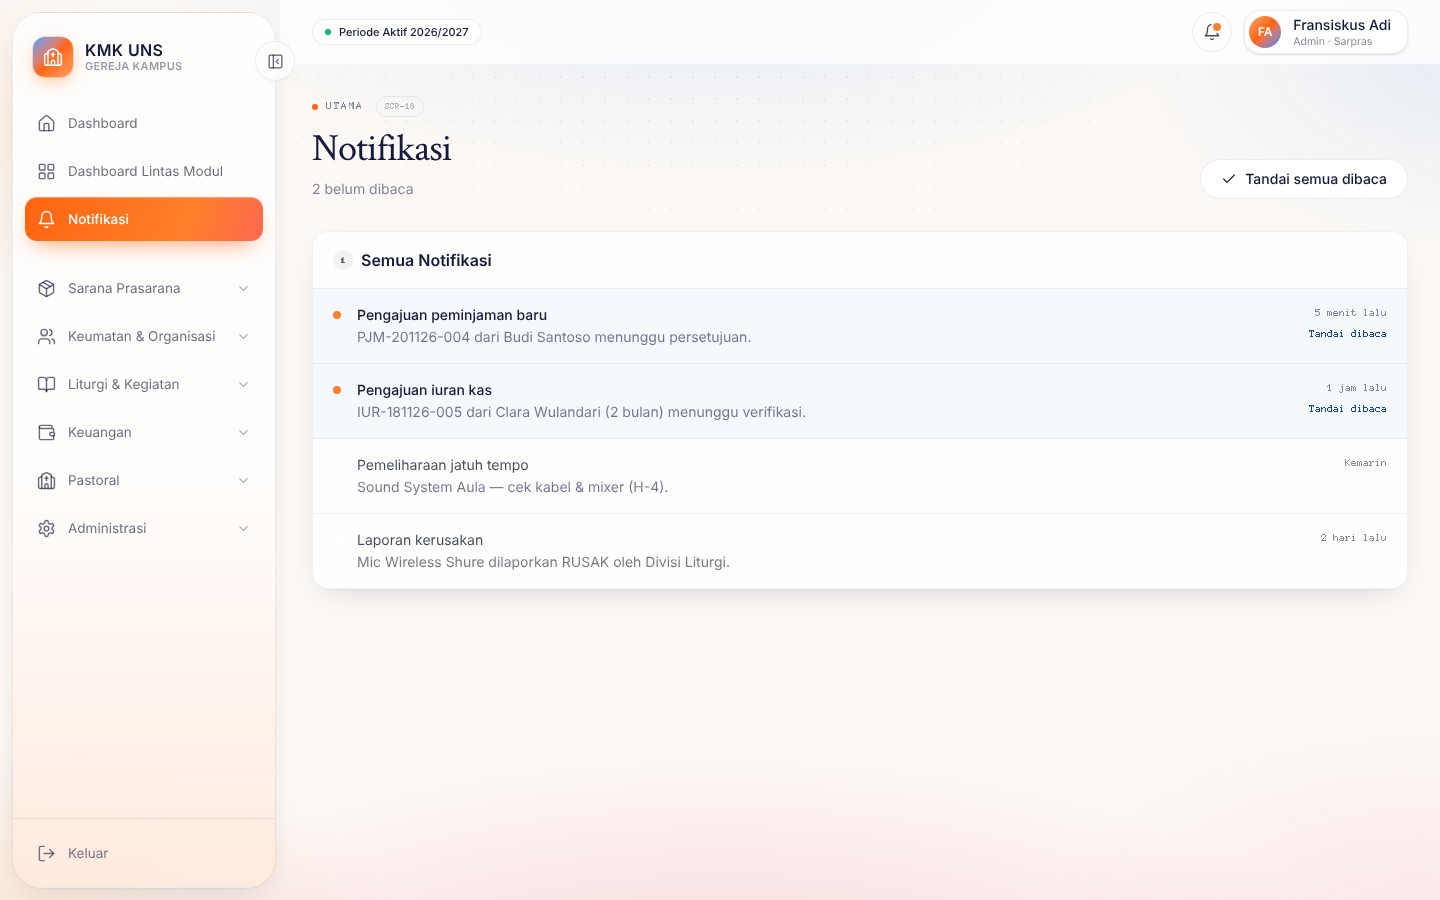 KMK UNS
GEREJA KAMPUS
Dashboard
Dashboard Lintas Modul
Notifikasi
Sarana Prasarana
Keumatan & Organisasi
Liturgi & Kegiatan
Keuangan
Pastoral
Administrasi
Keluar
Periode Aktif 2026/2027
FA
Fransiskus Adi
Admin · Sarpras
UTAMA
SCR-18
Notifikasi
2 belum dibaca
Tandai semua dibaca
Semua Notifikasi
Pengajuan peminjaman baru
5 menit lalu
PJM-201126-004 dari Budi Santoso menunggu persetujuan.
Tandai dibaca
Pengajuan iuran kas
1 jam lalu
IUR-181126-005 dari Clara Wulandari (2 bulan) menunggu verifikasi.
Tandai dibaca
Pemeliharaan jatuh tempo
Kemarin
Sound System Aula — cek kabel & mixer (H-4).
Laporan kerusakan
2 hari lalu
Mic Wireless Shure dilaporkan RUSAK oleh Divisi Liturgi.